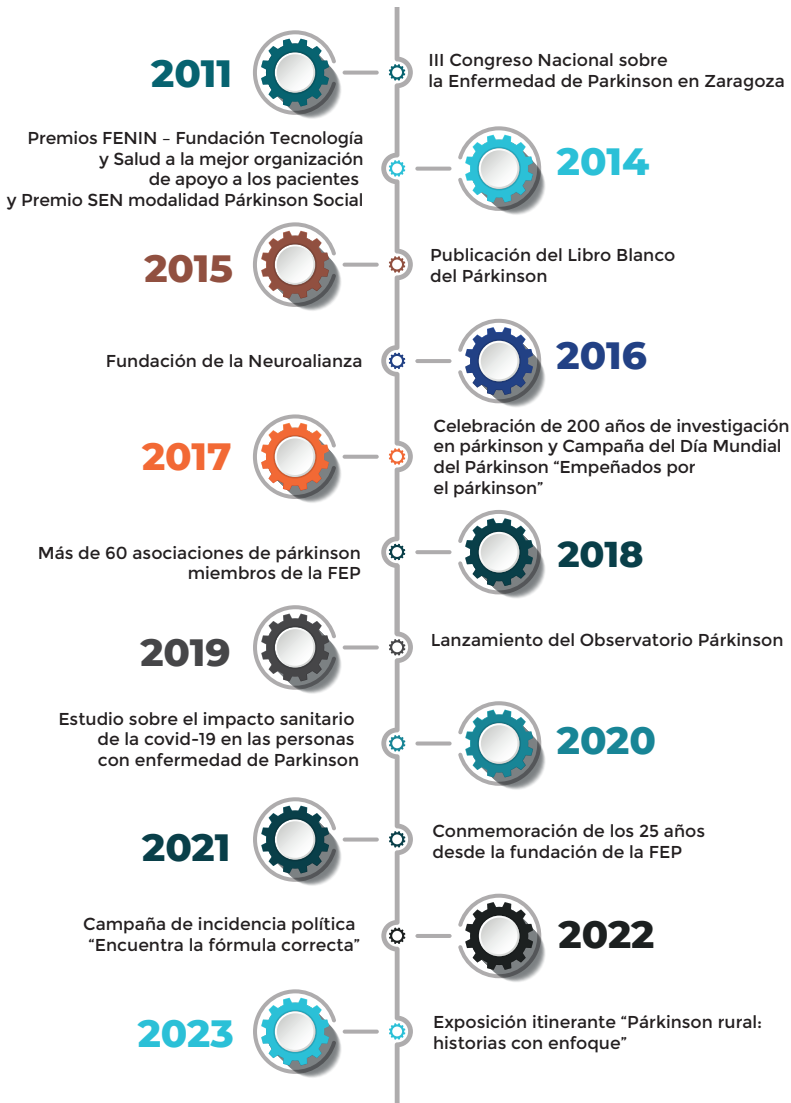 2011
III Congreso Nacional sobre
la Enfermedad de Parkinson en Zaragoza
Premios FENIN – Fundación Tecnología
y Salud a la mejor organización
de apoyo a los pacientes
y Premio SEN modalidad Párkinson Social
2014
2015
Publicación del Libro Blanco
del Párkinson
Fundación de la Neuroalianza
2016
2017
Celebración de 200 años de investigación
en párkinson y Campaña del Día Mundial
del Párkinson “Empeñados por
el párkinson”
Más de 60 asociaciones de párkinson
miembros de la FEP
2018
2019
Lanzamiento del Observatorio Párkinson
Estudio sobre el impacto sanitario
de la covid-19 en las personas
con enfermedad de Parkinson
2020
2021
Conmemoración de los 25 años
desde la fundación de la FEP
Campaña de incidencia política
“Encuentra la fórmula correcta”
2022
2023
Exposición itinerante “Párkinson rural:
historias con enfoque”